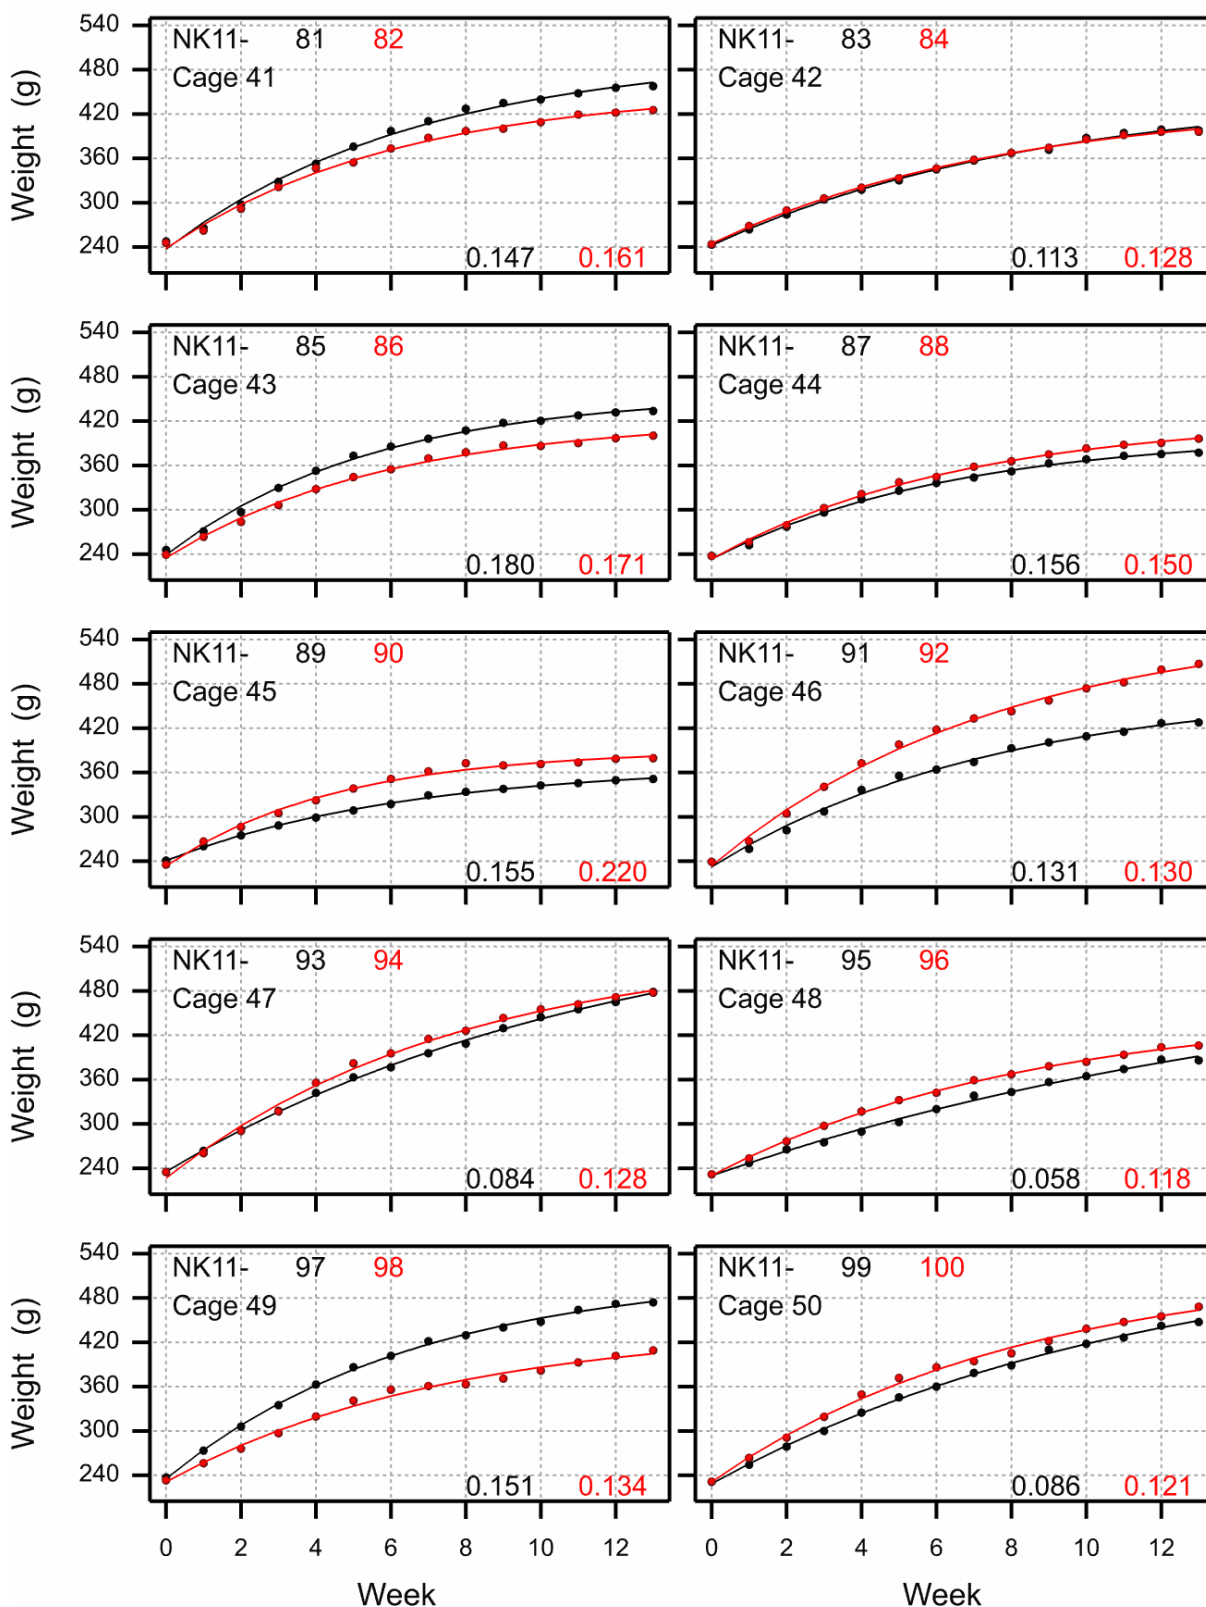 540
480
420
360
300
240
Weight (g)
NK11- 81 82
Cage 41
0.147 0.161
NK11- 83 84
Cage 42
0.113 0.128
540
480
420
360
300
240
Weight (g)
NK11- 85 86
Cage 43
0.180 0.171
NK11- 87 88
Cage 44
0.156 0.150
540
480
420
360
300
240
Weight (g)
NK11- 89 90
Cage 45
0.155 0.220
NK11- 91 92
Cage 46
0.131 0.130
540
480
420
360
300
240
Weight (g)
NK11- 93 94
Cage 47
0.084 0.128
NK11- 95 96
Cage 48
0.058 0.118
540
480
420
360
300
240
Weight (g)
NK11- 97 98
Cage 49
0.151 0.134
NK11- 99 100
Cage 50
0.086 0.121
0 2 4 6 8 10 12
0 2 4 6 8 10 12
Week
Week